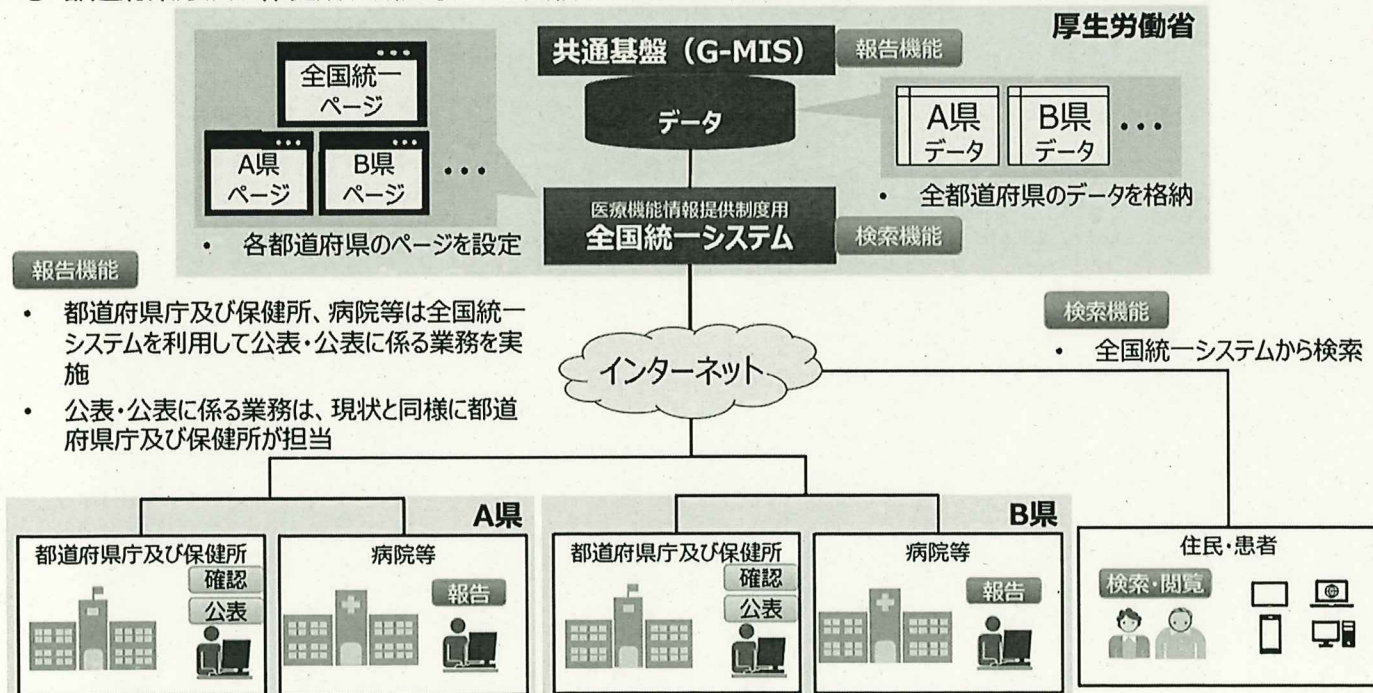 厚生労働省
共通基盤（G-MIS）
報告機能
データ
全国統一
ページ
A県
ページ
B県
ページ
・・・
• 各都道府県のページを設定
A県
データ
B県
データ
・・・
• 全都道府県のデータを格納
医療機能情報提供制度用
全国統一システム
検索機能
報告機能
• 都道府県庁及び保健所、病院等は全国統一
システムを利用して公表・公表に係る業務を実
施
• 公表・公表に係る業務は、現状と同様に都道
府県庁及び保健所が担当
インターネット
検索機能
• 全国統一システムから検索
A県
都道府県庁及び保健所
確認
公表
病院等
報告
B県
都道府県庁及び保健所
確認
公表
病院等
報告
住民・患者
検索・閲覧